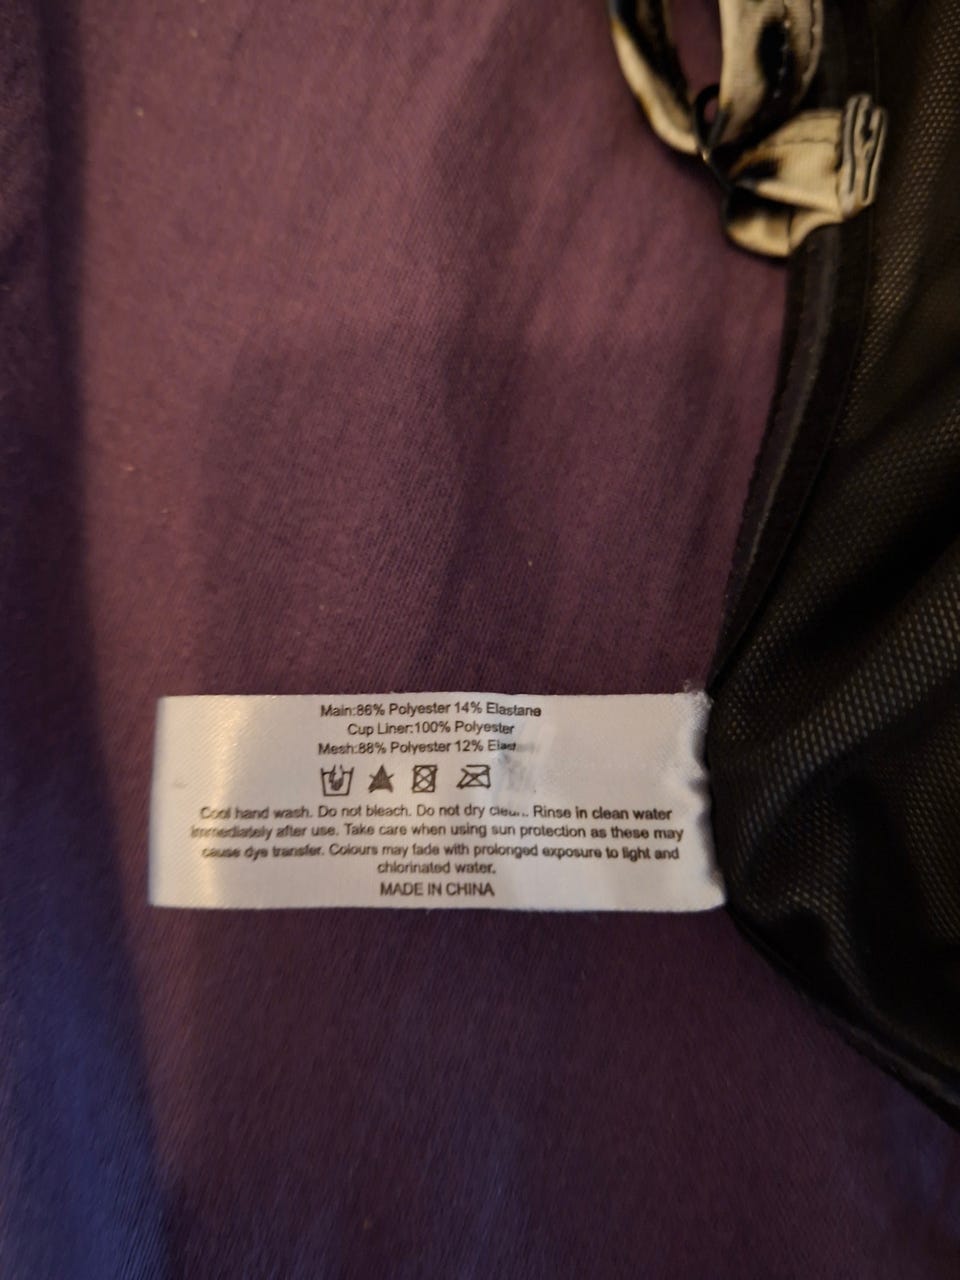 Main:86% Polyester 14% Elastane
Cup Liner:100% Polyester
Mesh:88% Polyester 12%
Cool hand wash. Do not bleach. Do not dry Rinse in clean water
immediately after use. Take care when using sun protection as these may
cause dye transfer. Colours may fade with prolonged exposure to light and
chlorinated water.
MADE IN CHINA